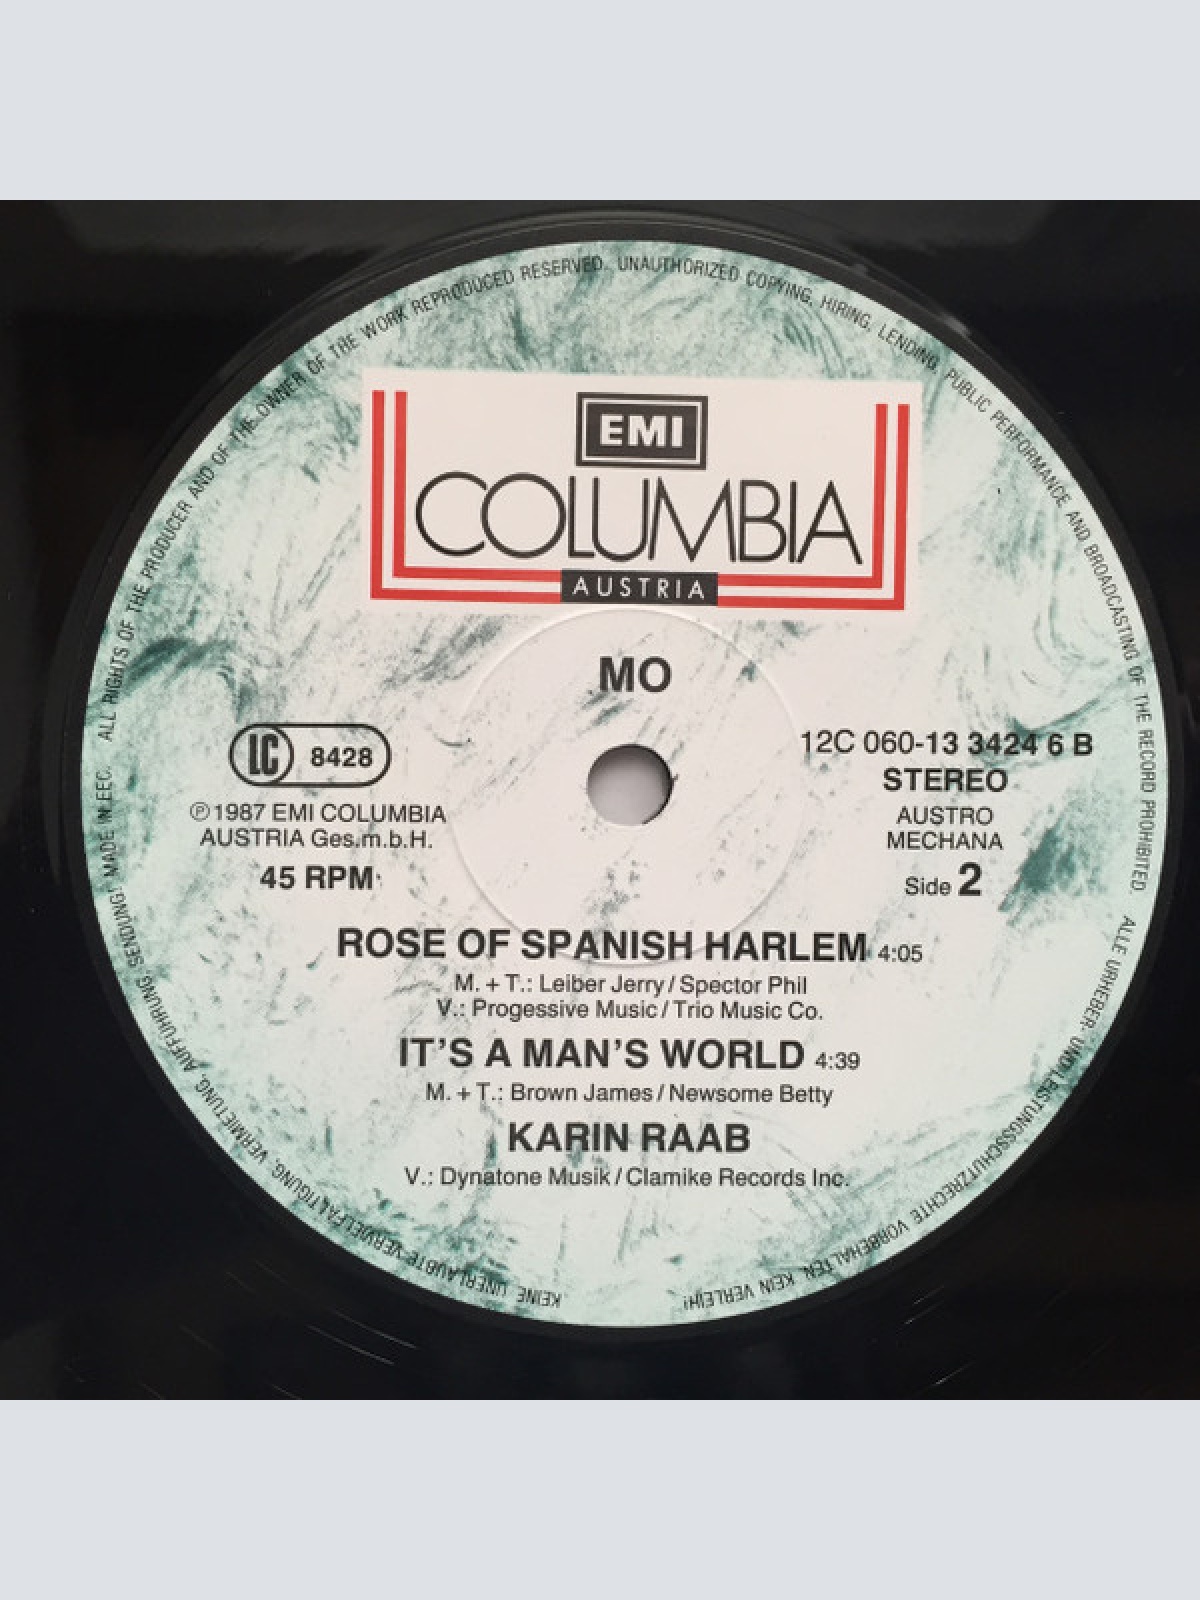 ALL RIGHTS OF THE PRODUCER AND OF THE OWNER OF THE WORK REPRODUCED RESERVED. UNAUTHORIZED COPYING, HIRING, LENDING, PUBLIC PERFORMANCE AND BROADCASTING OF THE RECORD PROHIBITED.
EMI
COLUMBIA
AUSTRIA
MO
LC 8428
℗ 1987 EMI COLUMBIA
AUSTRIA Ges.m.b.H.
45 RPM
12C 060-13 3424 6 B
STEREO
AUSTRO
MECHANA
Side 2
ROSE OF SPANISH HARLEM 4:05
M. + T.: Leiber Jerry / Spector Phil
V.: Progessive Music / Trio Music Co.
IT'S A MAN'S WORLD 4:39
M. + T.: Brown James / Newsome Betty
KARIN RAAB
V.: Dynatone Musik / Clamike Records Inc.
ALLE URHEBER- UND LEISTUNGSSCHUTZRECHTE VORBEHALTEN. KEIN VERLEIH!
KEINE UNERLAUBTE VERVIELFÄLTIGUNG, VERMIETUNG, AUFFÜHRUNG, SENDUNG! MADE IN EEC.